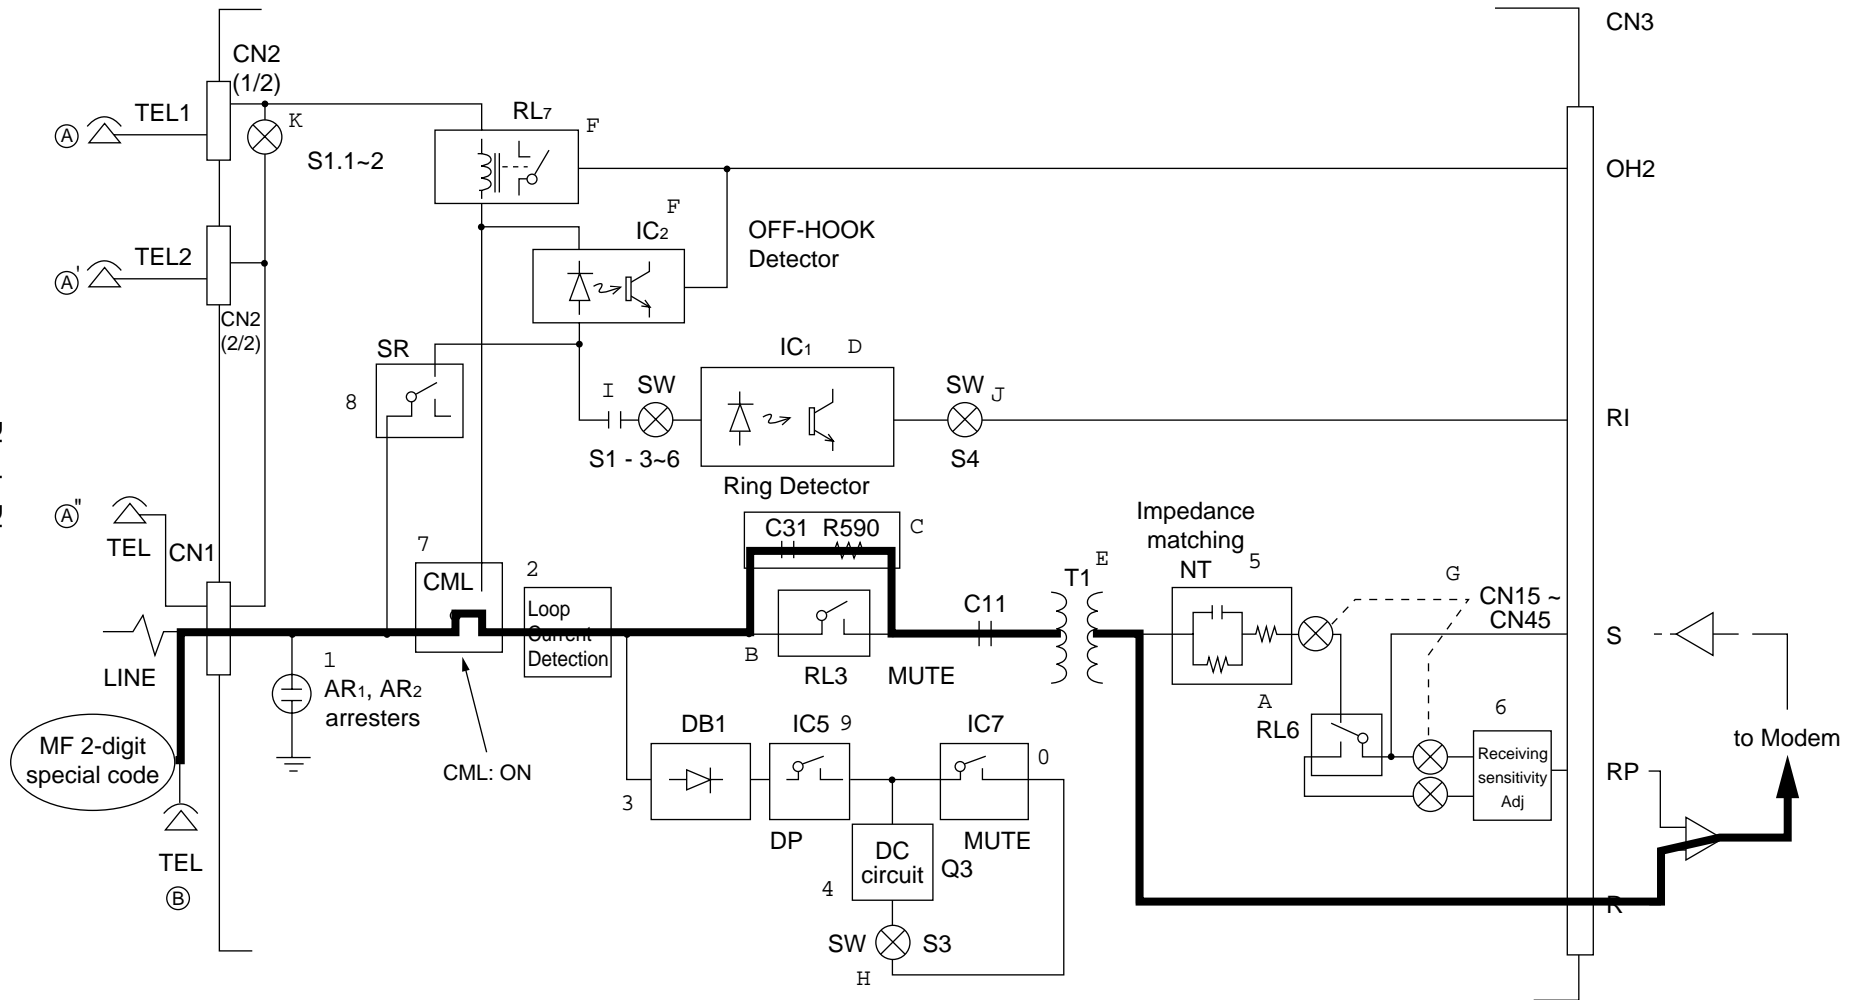 CN3
CN2
(1/2)
TEL1
A
K
S1.1~2
RL7
F
OH2
F
IC2
OFF-HOOK
Detector
TEL2
A'
CN2
(2/2)
SR
8
IC1
D
I
SW
SW
J
RI
S1 - 3~6
S4
Ring Detector
A"
TEL
CN1
7
CML
2
Loop
Current
Detection
C31
R590
C
Impedance
matching
NT
5
T1
E
G
CN15 ~
CN45
C11
S
LINE
1
AR1, AR2
arresters
B
RL3
MUTE
A
RL6
6
Receiving
sensitivity
Adj
to Modem
RP
MF 2-digit
special code
CML: ON
DB1
IC5
9
IC7
0
3
DP
MUTE
DC
circuit
Q3
4
TEL
B
SW
S3
H
R